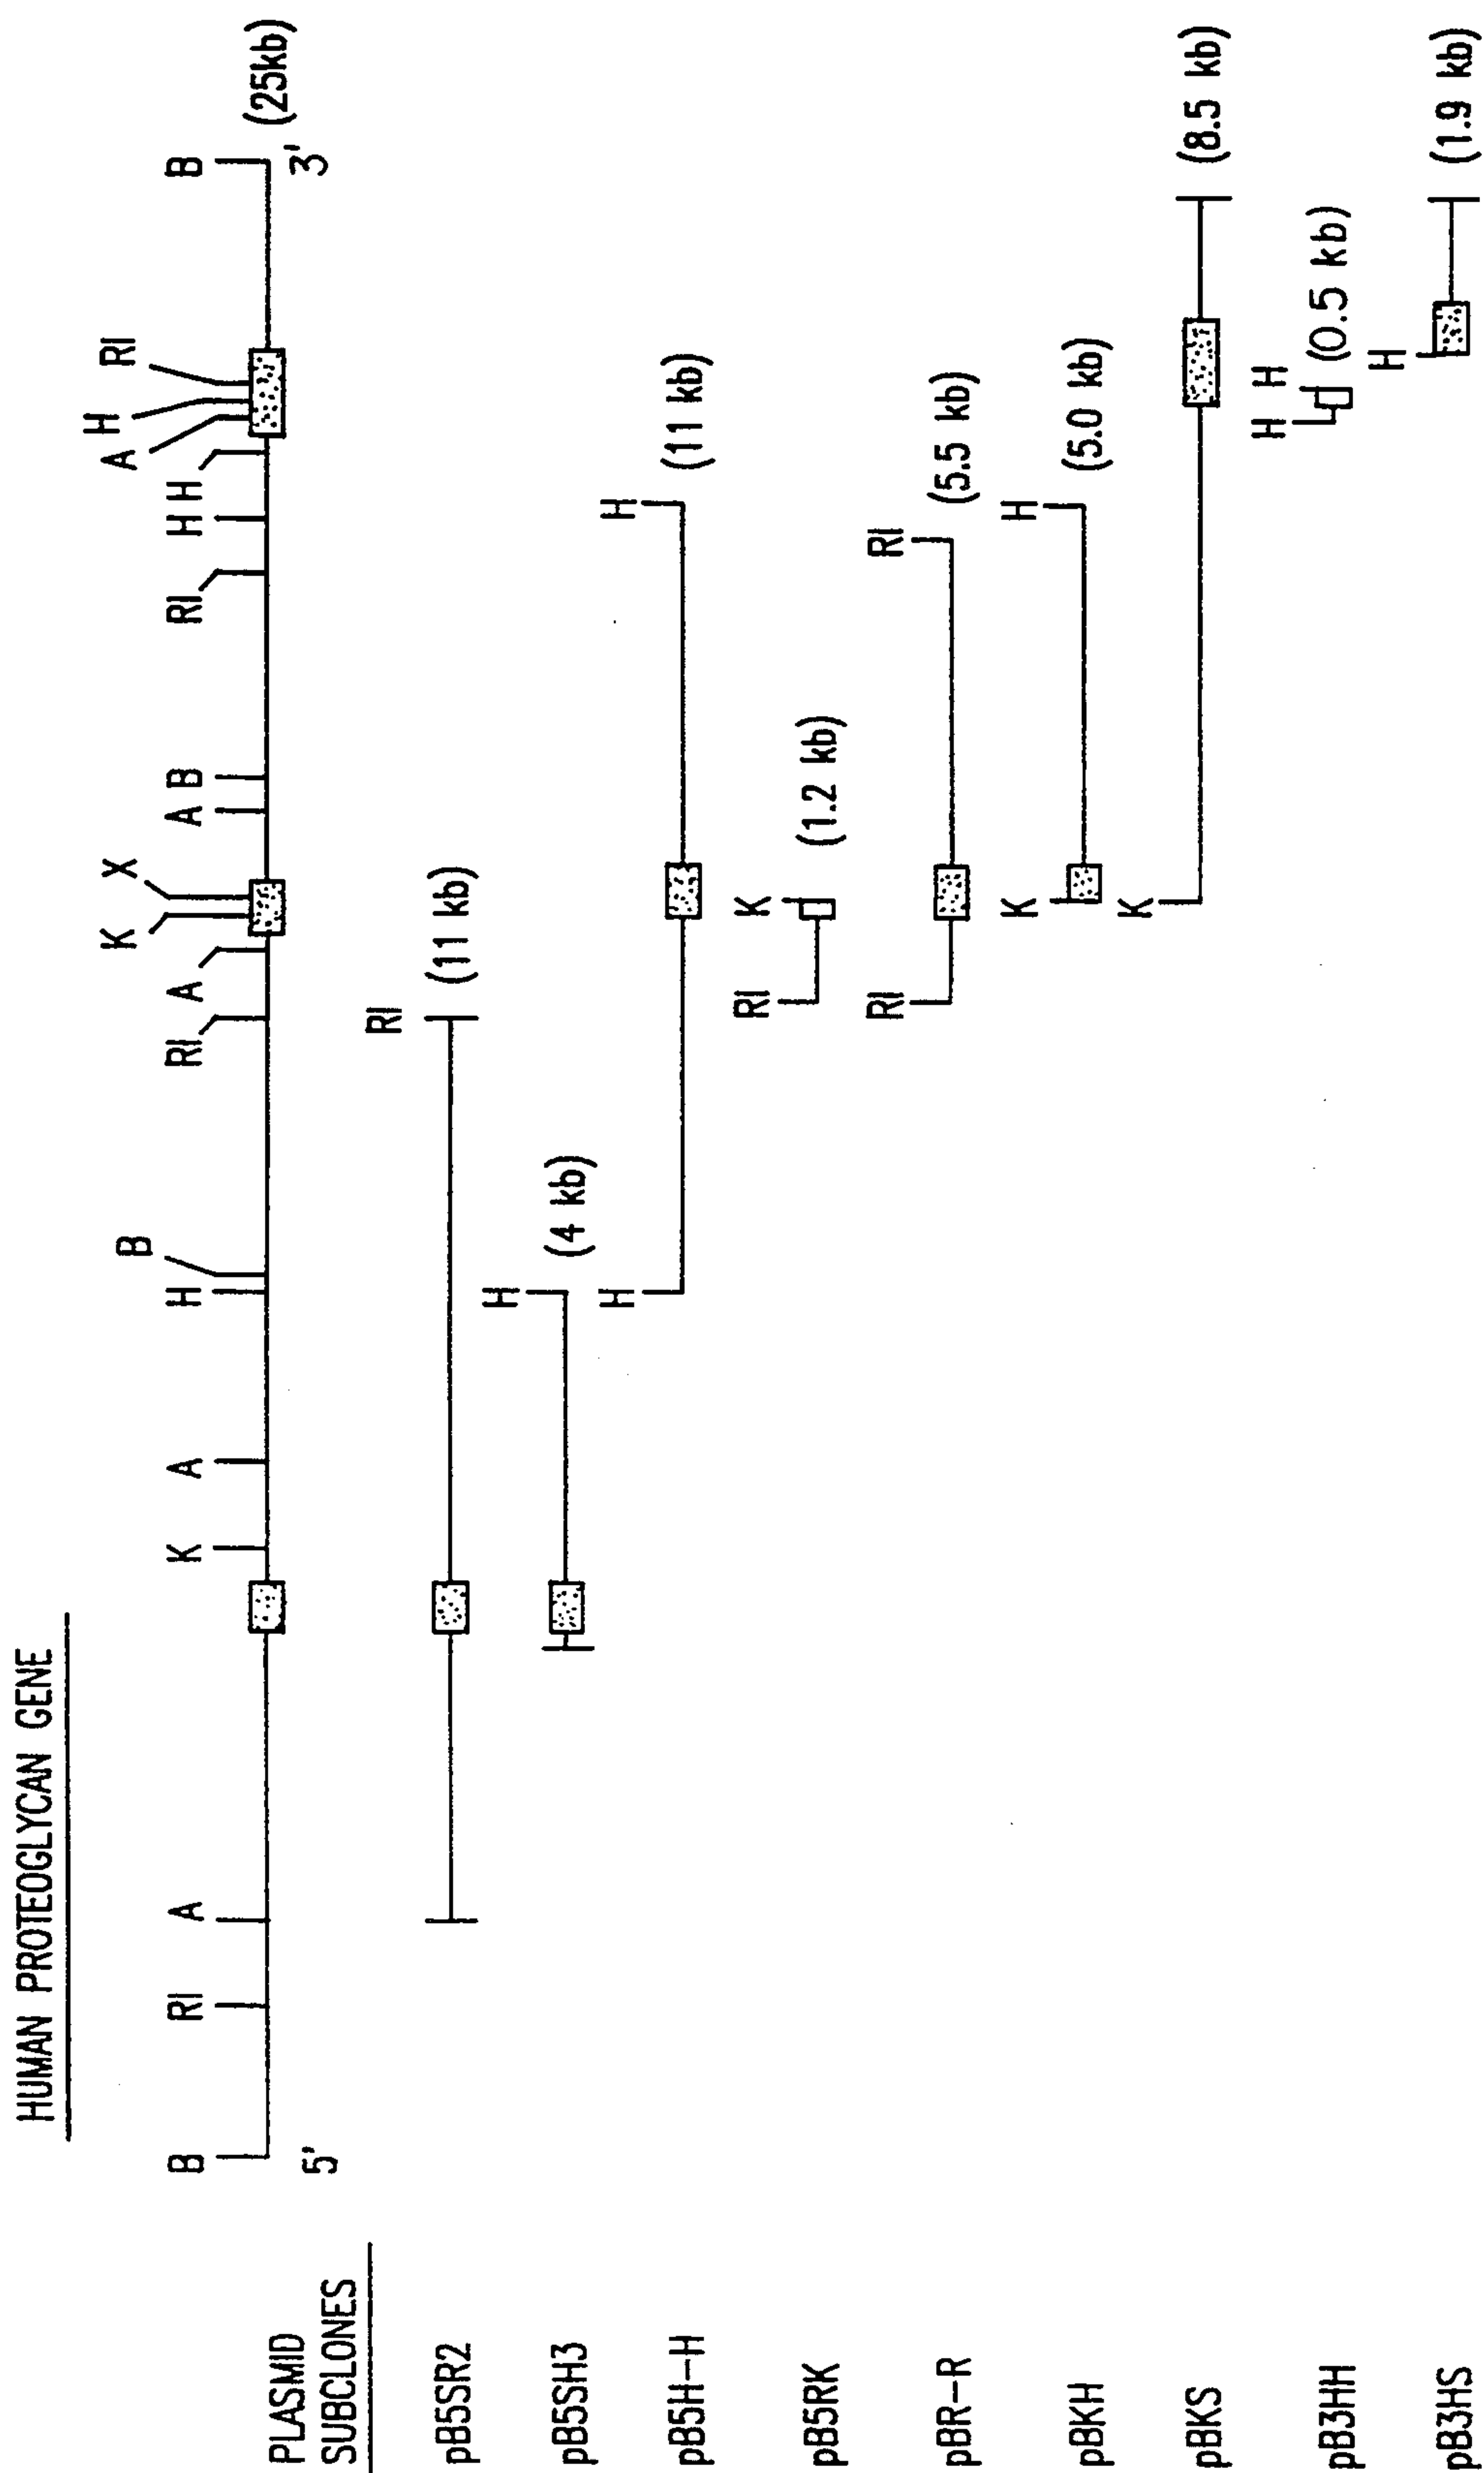 HUMAN PROTEOGLYCAN GENE
B RI A K A H B RI A K X A B RI H H A H RI B
5' 3' (25kb)
PLASMID
SUBCLONES
RI
pB5SR2 (11 kb)
H
pB5SH3 (4 kb)
H H
pB5H-H (11 kb)
RI K
pB5RK (1.2 kb)
RI RI
pBR-R (5.5 kb)
K H
pBKH (5.0 kb)
K
pBKS (8.5 kb)
H H
pB3HH (0.5 kb)
H
pB3HS (1.9 kb)